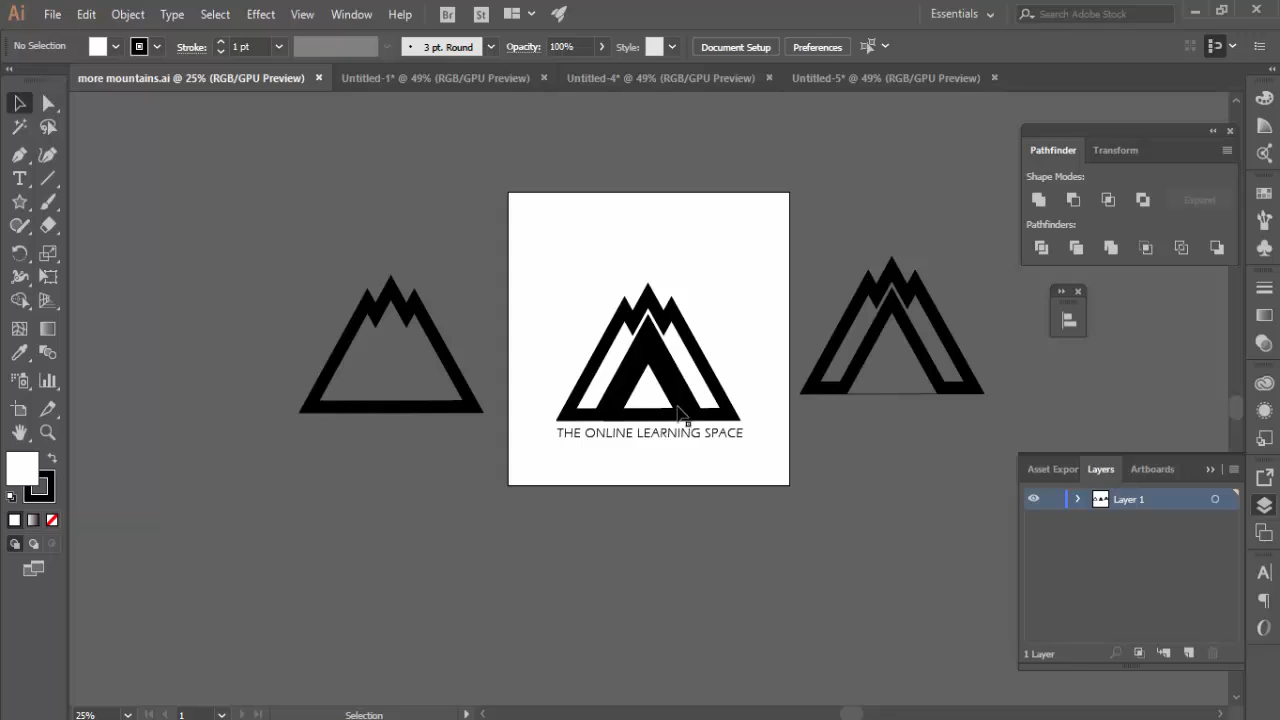 Ai File Edit Object Type Select Effect View Window Help Br St Essentials Search Adobe Stock
No Selection Stroke: 1 pt 3 pt. Round Opacity: 100% Style: Document Setup Preferences
more mountains.ai @ 25% (RGB/GPU Preview) × Untitled-1* @ 49% (RGB/GPU Preview) × Untitled-4* @ 49% (RGB/GPU Preview) × Untitled-5* @ 49% (RGB/GPU Preview) ×
Pathfinder Transform
Shape Modes:
Expand
Pathfinders:
THE ONLINE LEARNING SPACE
Asset Expor Layers Artboards
Layer 1
1 Layer
25% 1 Selection